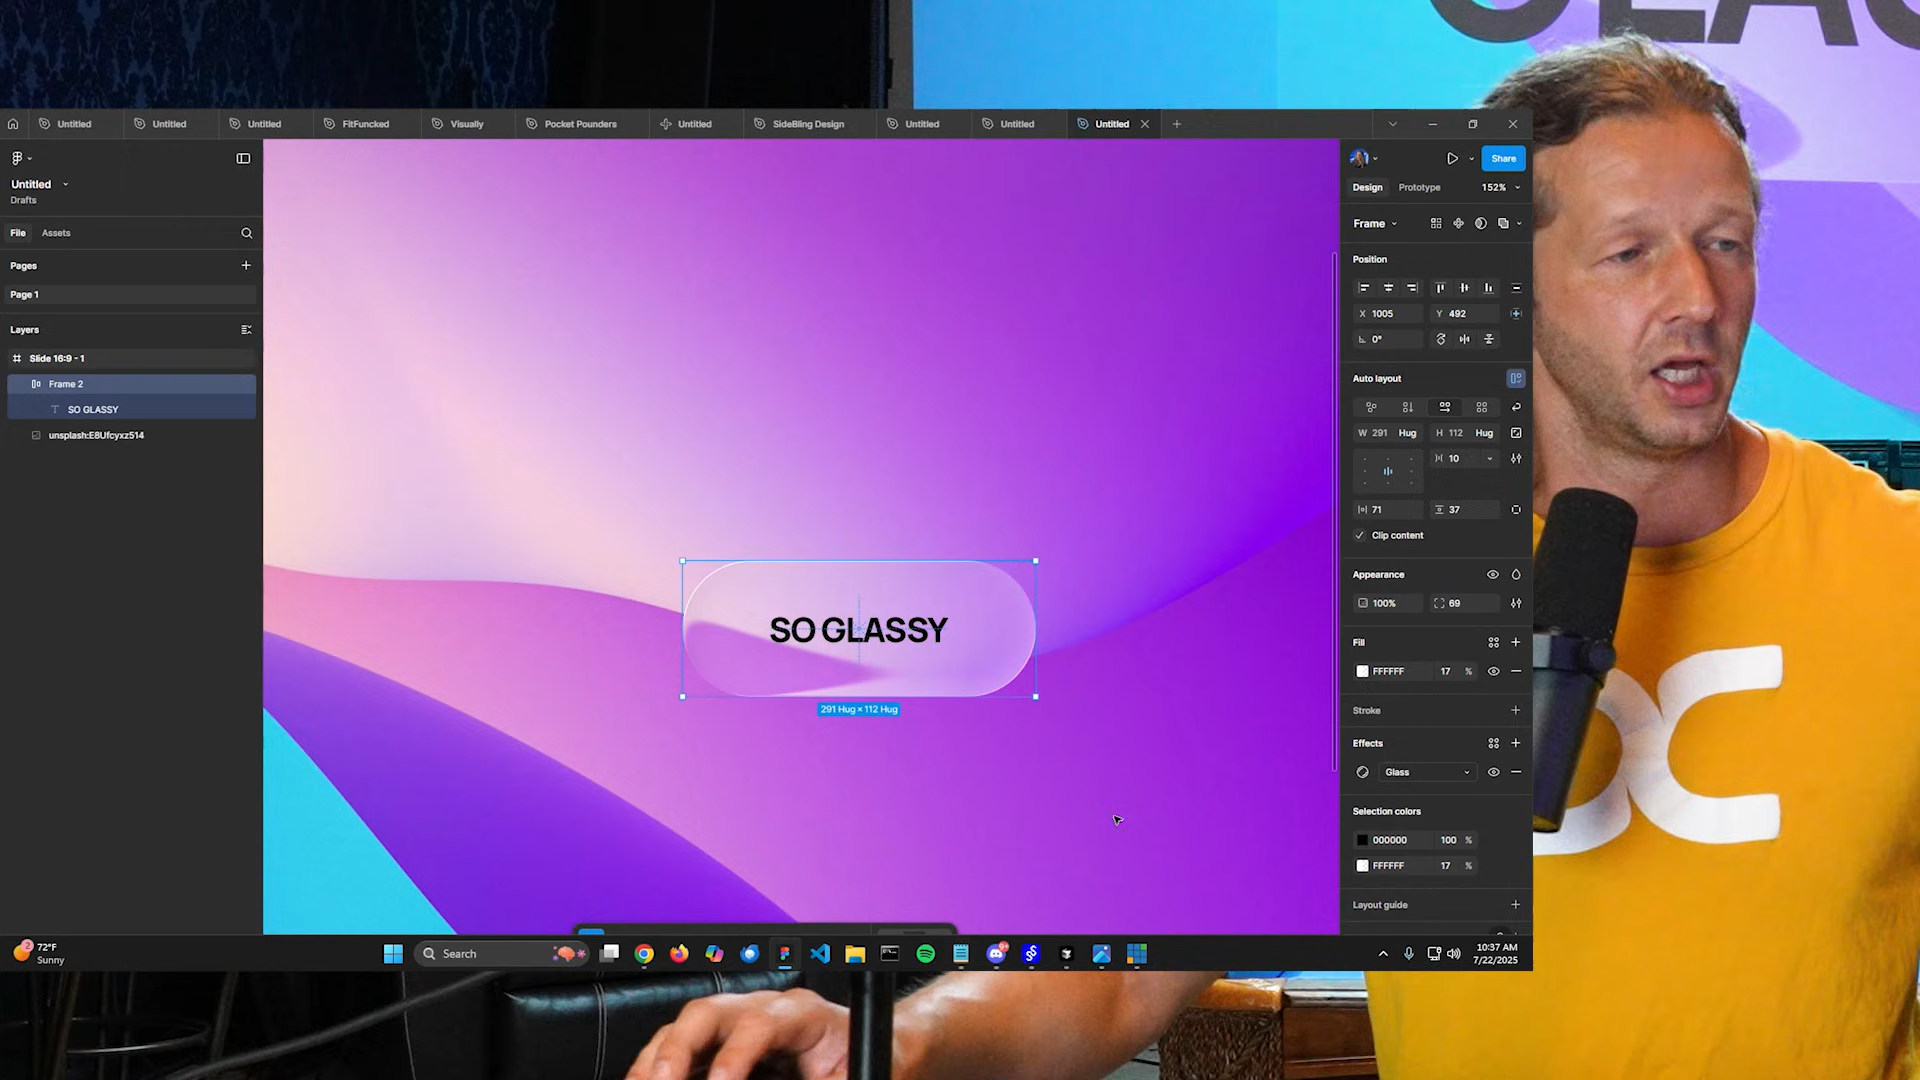 GLAS
Untitled
Untitled
Untitled
FitFuncked
Visually
Pocket Pounders
Untitled
SideBling Design
Untitled
Untitled
Untitled
Untitled
Drafts
Share
Design
Prototype
152%
File
Assets
Frame
Pages
Position
Page 1
X 1005
Y 492
0°
Layers
Slide 16:9 - 1
Frame 2
SO GLASSY
unsplash:E8Ufcyxz514
Auto layout
W 291 Hug
H 112 Hug
10
71
37
Clip content
Appearance
100%
69
SO GLASSY
291 Hug × 112 Hug
Fill
FFFFFF 17 %
Stroke
Effects
Glass
Selection colors
000000 100 %
FFFFFF 17 %
Layout guide
2
72°F
Sunny
Search
9+
10:37 AM
7/22/2025